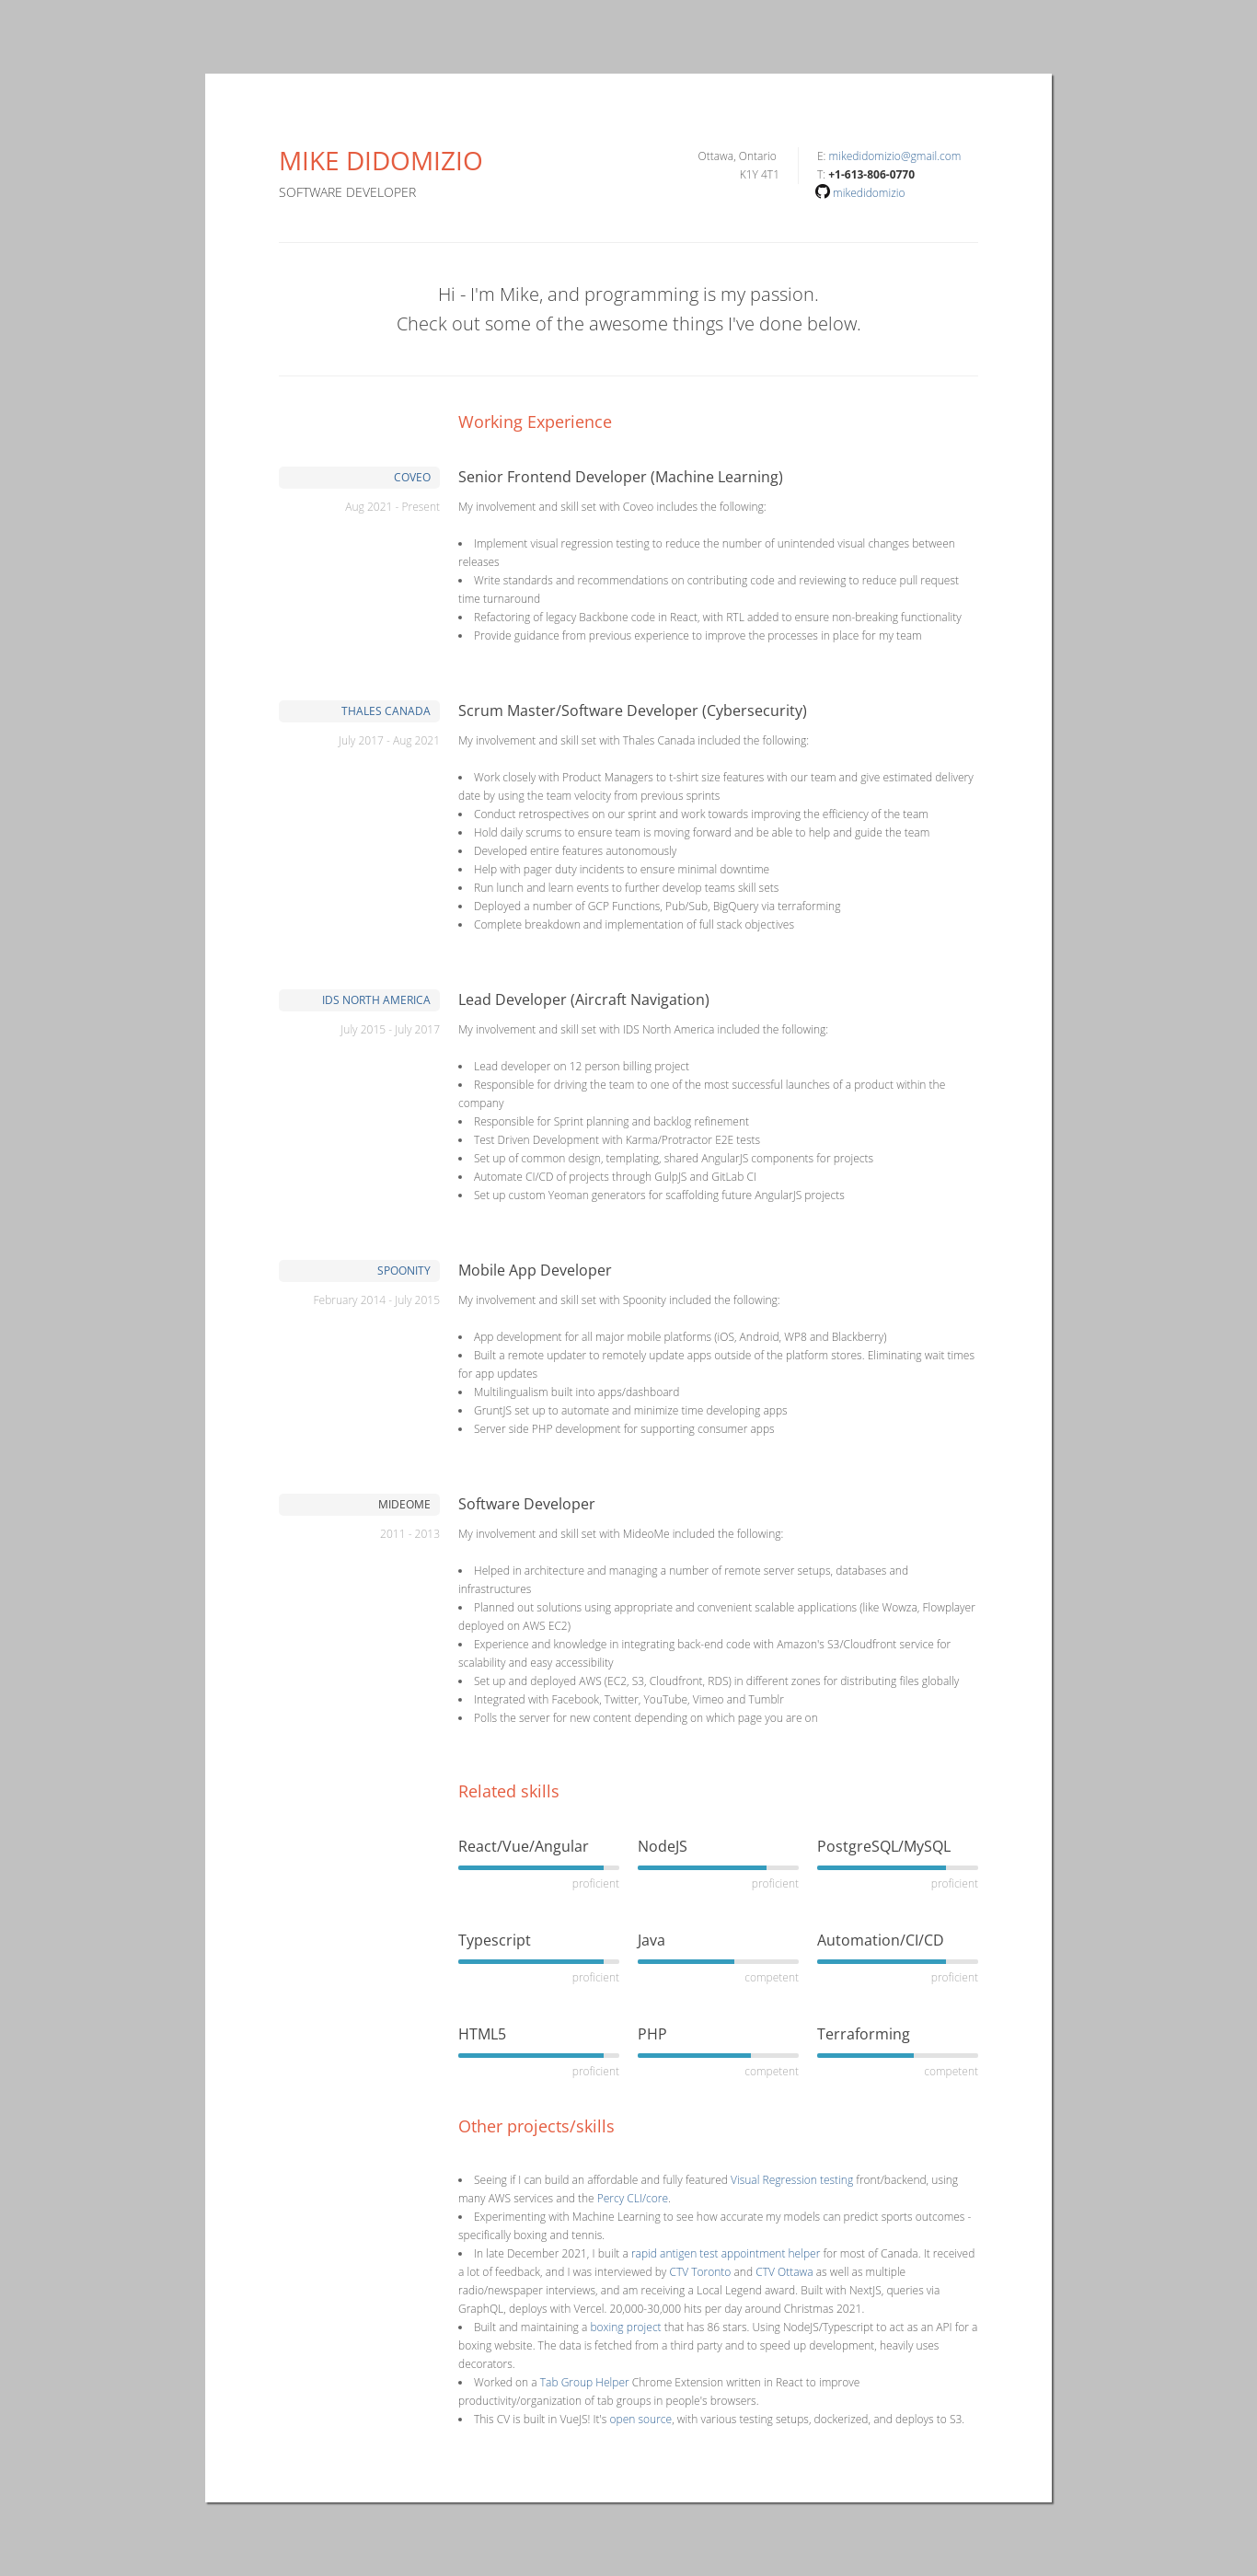 MIKE DIDOMIZIO
SOFTWARE DEVELOPER
Ottawa, Ontario
K1Y 4T1
E: mikedidomizio@gmail.com
T: +1-613-806-0770
mikedidomizio
Hi - I'm Mike, and programming is my passion.
Check out some of the awesome things I've done below.
Working Experience
COVEO
Aug 2021 - Present
Senior Frontend Developer (Machine Learning)
My involvement and skill set with Coveo includes the following:
• Implement visual regression testing to reduce the number of unintended visual changes between
releases
• Write standards and recommendations on contributing code and reviewing to reduce pull request
time turnaround
• Refactoring of legacy Backbone code in React, with RTL added to ensure non-breaking functionality
• Provide guidance from previous experience to improve the processes in place for my team
THALES CANADA
July 2017 - Aug 2021
Scrum Master/Software Developer (Cybersecurity)
My involvement and skill set with Thales Canada included the following:
• Work closely with Product Managers to t-shirt size features with our team and give estimated delivery
date by using the team velocity from previous sprints
• Conduct retrospectives on our sprint and work towards improving the efficiency of the team
• Hold daily scrums to ensure team is moving forward and be able to help and guide the team
• Developed entire features autonomously
• Help with pager duty incidents to ensure minimal downtime
• Run lunch and learn events to further develop teams skill sets
• Deployed a number of GCP Functions, Pub/Sub, BigQuery via terraforming
• Complete breakdown and implementation of full stack objectives
IDS NORTH AMERICA
July 2015 - July 2017
Lead Developer (Aircraft Navigation)
My involvement and skill set with IDS North America included the following:
• Lead developer on 12 person billing project
• Responsible for driving the team to one of the most successful launches of a product within the
company
• Responsible for Sprint planning and backlog refinement
• Test Driven Development with Karma/Protractor E2E tests
• Set up of common design, templating, shared AngularJS components for projects
• Automate CI/CD of projects through GulpJS and GitLab CI
• Set up custom Yeoman generators for scaffolding future AngularJS projects
SPOONITY
February 2014 - July 2015
Mobile App Developer
My involvement and skill set with Spoonity included the following:
• App development for all major mobile platforms (iOS, Android, WP8 and Blackberry)
• Built a remote updater to remotely update apps outside of the platform stores. Eliminating wait times
for app updates
• Multilingualism built into apps/dashboard
• GruntJS set up to automate and minimize time developing apps
• Server side PHP development for supporting consumer apps
MIDEOME
2011 - 2013
Software Developer
My involvement and skill set with MideoMe included the following:
• Helped in architecture and managing a number of remote server setups, databases and
infrastructures
• Planned out solutions using appropriate and convenient scalable applications (like Wowza, Flowplayer
deployed on AWS EC2)
• Experience and knowledge in integrating back-end code with Amazon's S3/Cloudfront service for
scalability and easy accessibility
• Set up and deployed AWS (EC2, S3, Cloudfront, RDS) in different zones for distributing files globally
• Integrated with Facebook, Twitter, YouTube, Vimeo and Tumblr
• Polls the server for new content depending on which page you are on
Related skills
React/Vue/Angular NodeJS PostgreSQL/MySQL
proficient proficient proficient
Typescript Java Automation/CI/CD
proficient competent proficient
HTML5 PHP Terraforming
proficient competent competent
Other projects/skills
• Seeing if I can build an affordable and fully featured Visual Regression testing front/backend, using
many AWS services and the Percy CLI/core.
• Experimenting with Machine Learning to see how accurate my models can predict sports outcomes -
specifically boxing and tennis.
• In late December 2021, I built a rapid antigen test appointment helper for most of Canada. It received
a lot of feedback, and I was interviewed by CTV Toronto and CTV Ottawa as well as multiple
radio/newspaper interviews, and am receiving a Local Legend award. Built with NextJS, queries via
GraphQL, deploys with Vercel. 20,000-30,000 hits per day around Christmas 2021.
• Built and maintaining a boxing project that has 86 stars. Using NodeJS/Typescript to act as an API for a
boxing website. The data is fetched from a third party and to speed up development, heavily uses
decorators.
• Worked on a Tab Group Helper Chrome Extension written in React to improve
productivity/organization of tab groups in people's browsers.
• This CV is built in VueJS! It's open source, with various testing setups, dockerized, and deploys to S3.